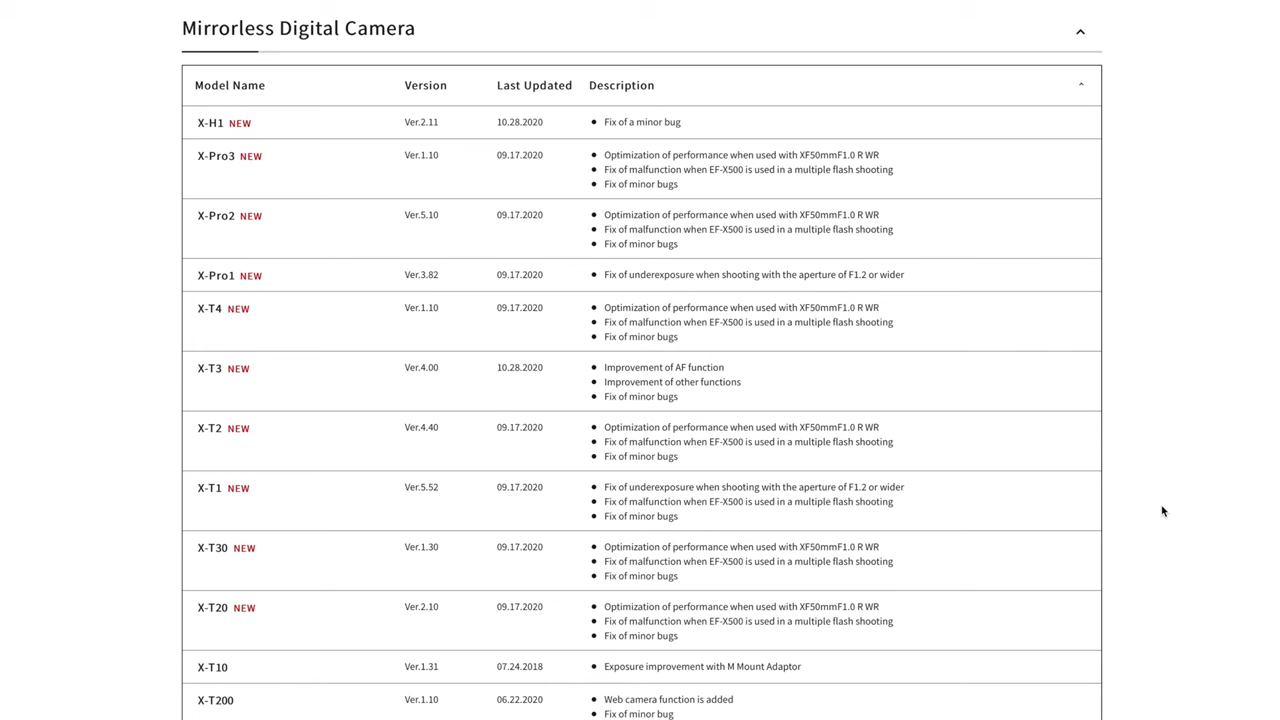 Mirrorless Digital Camera
Model Name Version Last Updated Description
X-H1 NEW Ver.2.11 10.28.2020 • Fix of a minor bug
X-Pro3 NEW Ver.1.10 09.17.2020 • Optimization of performance when used with XF50mmF1.0 R WR
• Fix of malfunction when EF-X500 is used in a multiple flash shooting
• Fix of minor bugs
X-Pro2 NEW Ver.5.10 09.17.2020 • Optimization of performance when used with XF50mmF1.0 R WR
• Fix of malfunction when EF-X500 is used in a multiple flash shooting
• Fix of minor bugs
X-Pro1 NEW Ver.3.82 09.17.2020 • Fix of underexposure when shooting with the aperture of F1.2 or wider
X-T4 NEW Ver.1.10 09.17.2020 • Optimization of performance when used with XF50mmF1.0 R WR
• Fix of malfunction when EF-X500 is used in a multiple flash shooting
• Fix of minor bugs
X-T3 NEW Ver.4.00 10.28.2020 • Improvement of AF function
• Improvement of other functions
• Fix of minor bugs
X-T2 NEW Ver.4.40 09.17.2020 • Optimization of performance when used with XF50mmF1.0 R WR
• Fix of malfunction when EF-X500 is used in a multiple flash shooting
• Fix of minor bugs
X-T1 NEW Ver.5.52 09.17.2020 • Fix of underexposure when shooting with the aperture of F1.2 or wider
• Fix of malfunction when EF-X500 is used in a multiple flash shooting
• Fix of minor bugs
X-T30 NEW Ver.1.30 09.17.2020 • Optimization of performance when used with XF50mmF1.0 R WR
• Fix of malfunction when EF-X500 is used in a multiple flash shooting
• Fix of minor bugs
X-T20 NEW Ver.2.10 09.17.2020 • Optimization of performance when used with XF50mmF1.0 R WR
• Fix of malfunction when EF-X500 is used in a multiple flash shooting
• Fix of minor bugs
X-T10 Ver.1.31 07.24.2018 • Exposure improvement with M Mount Adaptor
X-T200 Ver.1.10 06.22.2020 • Web camera function is added
• Fix of minor bug